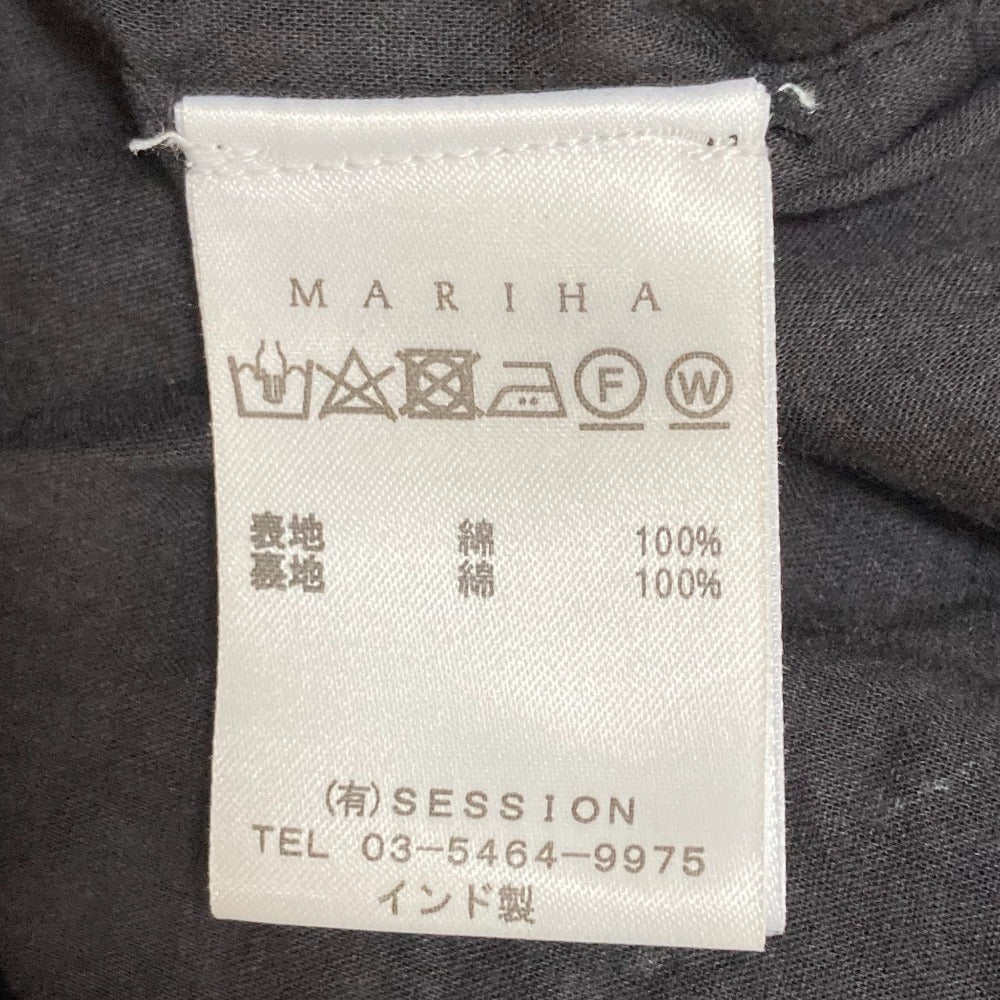 MARIHA
F W
表地 綿 100%
裏地 綿 100%
(有)SESSION
TEL 03-5464-9975
インド製